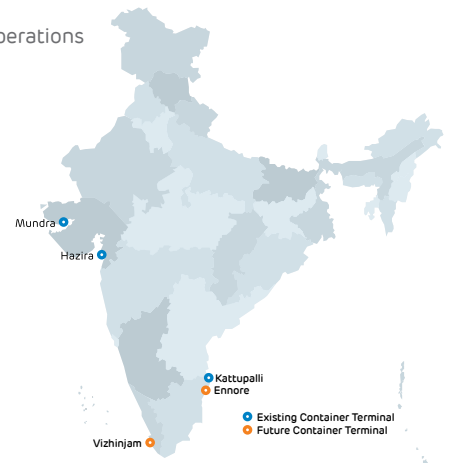 perations
Mundra
Hazira
Kattupalli
Ennore
Existing Container Terminal
Future Container Terminal
Vizhinjam